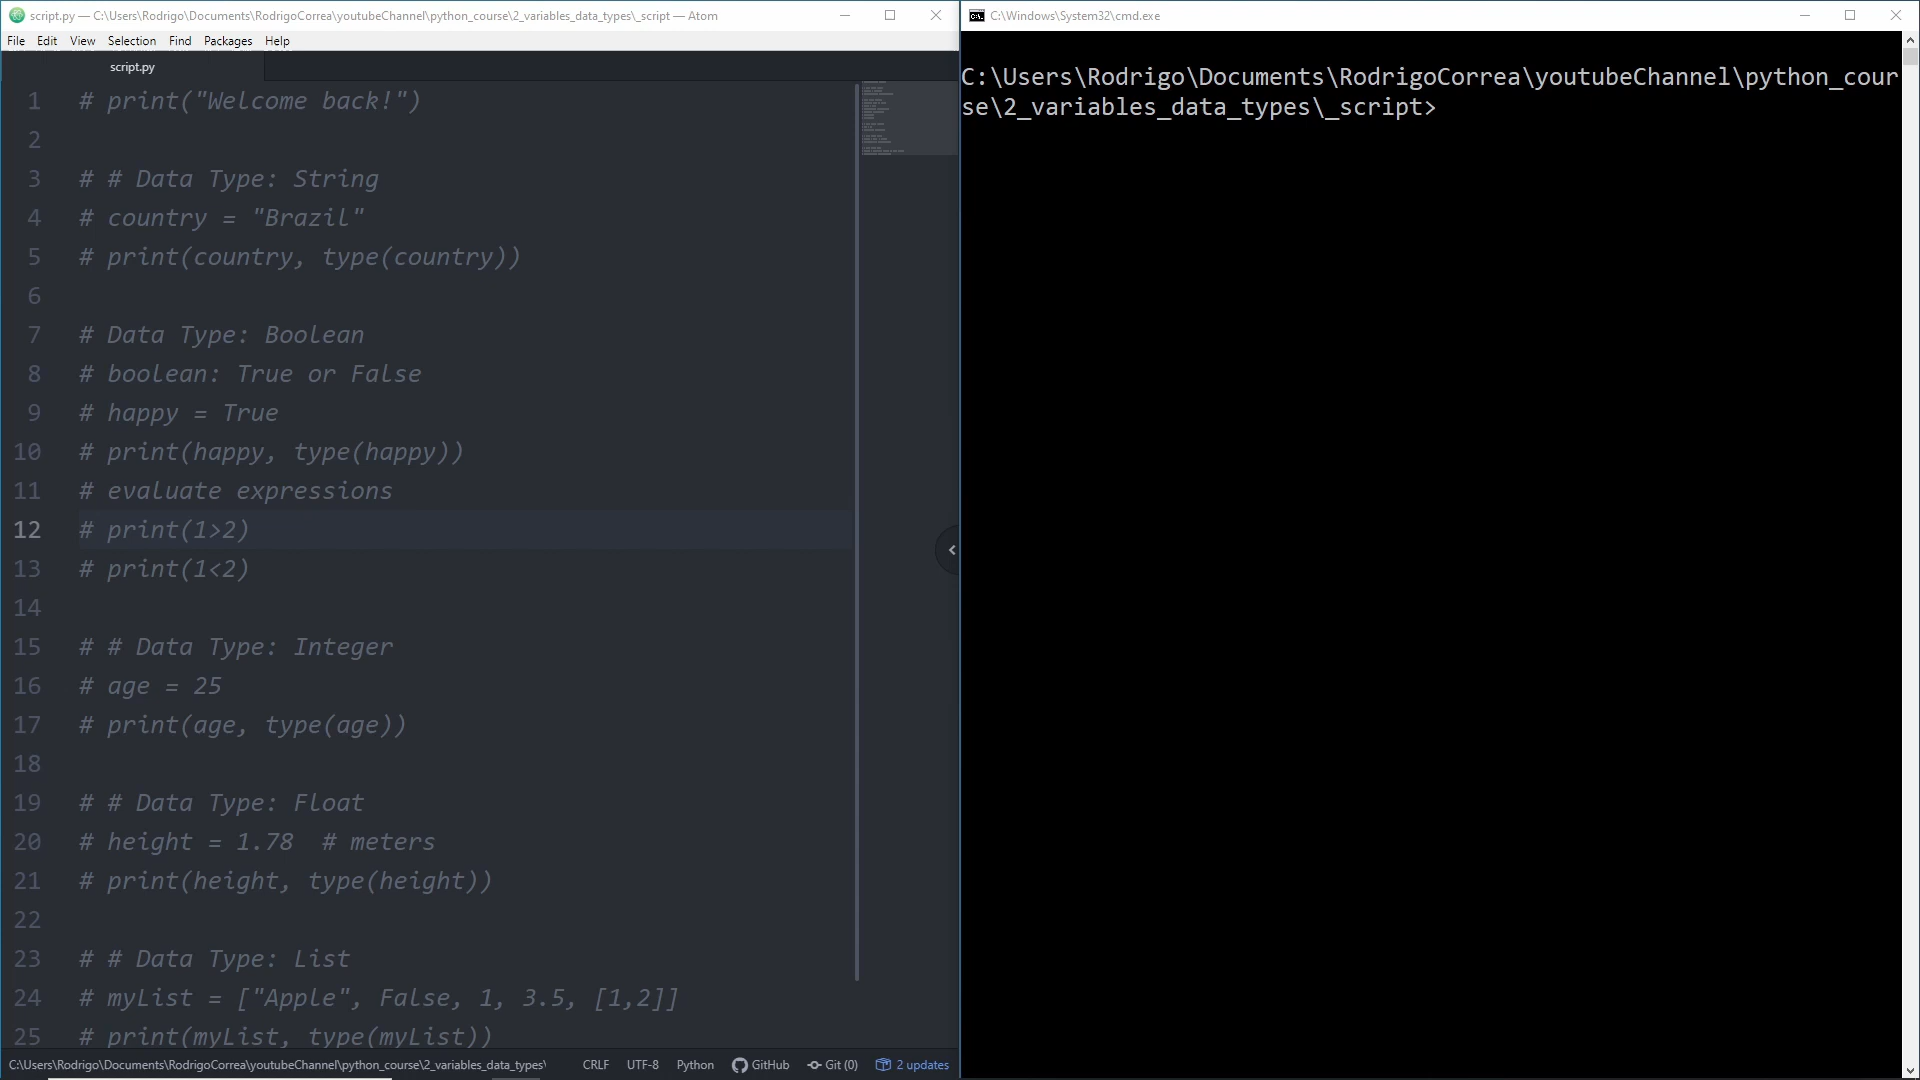 script.py — C:\Users\Rodrigo\Documents\RodrigoCorrea\youtubeChannel\python_course\2_variables_data_types\_script — Atom
File Edit View Selection Find Packages Help
script.py
1 # print("Welcome back!")
2
3 # # Data Type: String
4 # country = "Brazil"
5 # print(country, type(country))
6
7 # Data Type: Boolean
8 # boolean: True or False
9 # happy = True
10 # print(happy, type(happy))
11 # evaluate expressions
12 # print(1>2)
13 # print(1<2)
14
15 # # Data Type: Integer
16 # age = 25
17 # print(age, type(age))
18
19 # # Data Type: Float
20 # height = 1.78  # meters
21 # print(height, type(height))
22
23 # # Data Type: List
24 # myList = ["Apple", False, 1, 3.5, [1,2]]
25 # print(myList, type(myList))
C:\Users\Rodrigo\Documents\RodrigoCorrea\youtubeChannel\python_course\2_variables_data_types\ CRLF UTF-8 Python GitHub Git (0) 2 updates
C:\Windows\System32\cmd.exe
C:\Users\Rodrigo\Documents\RodrigoCorrea\youtubeChannel\python_cour
se\2_variables_data_types\_script>